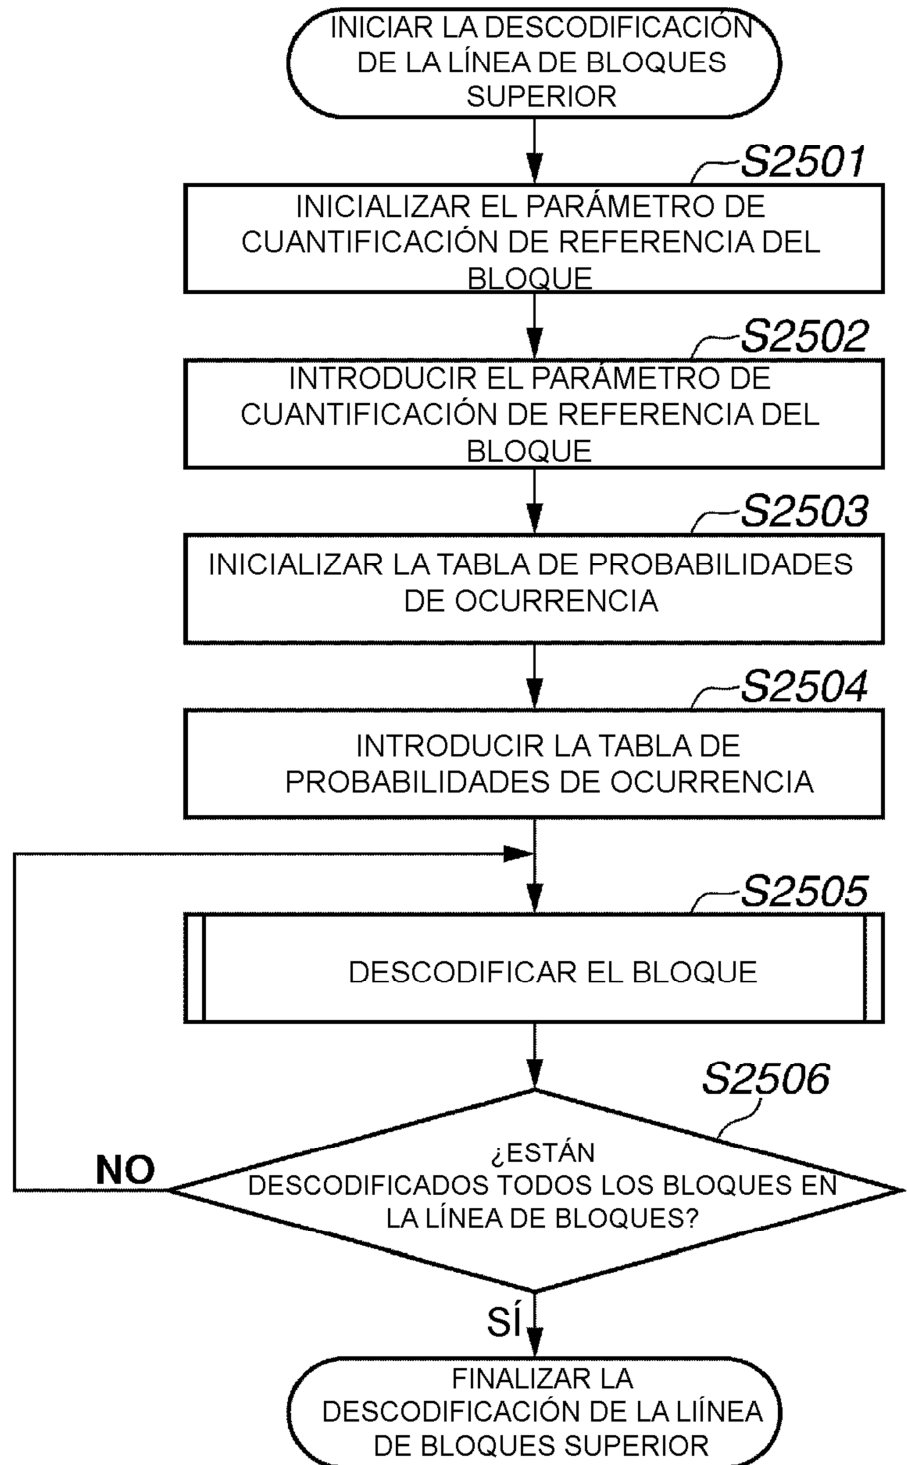 INICIAR LA DESCODIFICACIÓN
DE LA LÍNEA DE BLOQUES
SUPERIOR
S2501
INICIALIZAR EL PARÁMETRO DE
CUANTIFICACIÓN DE REFERENCIA DEL
BLOQUE
S2502
INTRODUCIR EL PARÁMETRO DE
CUANTIFICACIÓN DE REFERENCIA DEL
BLOQUE
S2503
INICIALIZAR LA TABLA DE PROBABILIDADES
DE OCURRENCIA
S2504
INTRODUCIR LA TABLA DE
PROBABILIDADES DE OCURRENCIA
S2505
DESCODIFICAR EL BLOQUE
S2506
¿ESTÁN
DESCODIFICADOS TODOS LOS BLOQUES EN
LA LÍNEA DE BLOQUES?
NO
SÍ
FINALIZAR LA
DESCODIFICACIÓN DE LA LIÍNEA
DE BLOQUES SUPERIOR